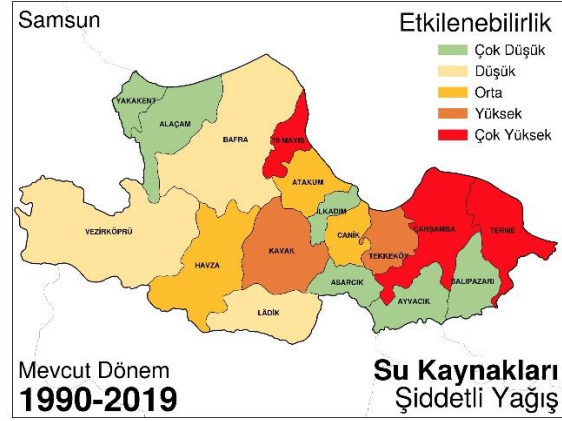 Samsun
Etkilenebilirlik
Çok Düşük
Düşük
Orta
Yüksek
Çok Yüksek
YAKAKENT
ALAÇAM
BAFRA
19 MAYIS
ATAKUM
İLKADIM
CANİK
VEZİRKÖPRÜ
HAVZA
KAVAK
TEKKEKÖY
ÇARŞAMBA
TERME
ASARCIK
AYVACIK
SALIPAZARI
LÂDİK
Mevcut Dönem
1990-2019
Su Kaynakları
Şiddetli Yağış